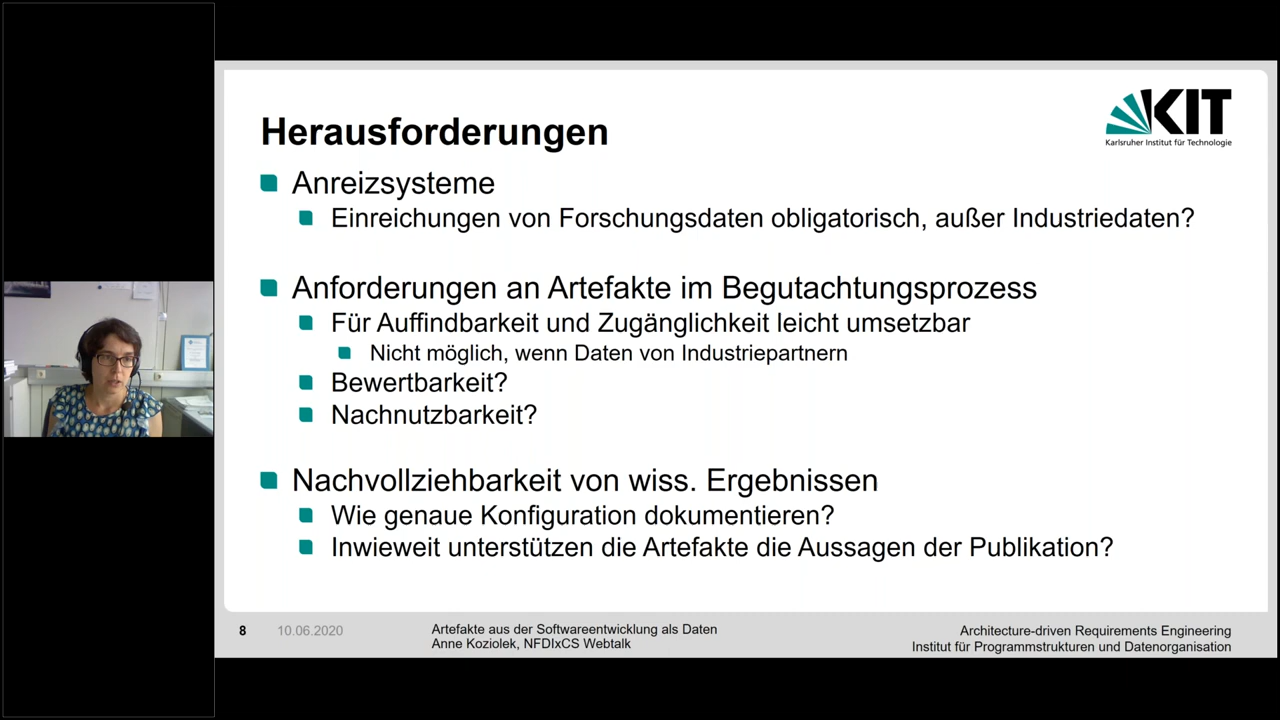 KIT
Karlsruher Institut für Technologie
Herausforderungen
Anreizsysteme
Einreichungen von Forschungsdaten obligatorisch, außer Industriedaten?
Anforderungen an Artefakte im Begutachtungsprozess
Für Auffindbarkeit und Zugänglichkeit leicht umsetzbar
Nicht möglich, wenn Daten von Industriepartnern
Bewertbarkeit?
Nachnutzbarkeit?
Nachvollziehbarkeit von wiss. Ergebnissen
Wie genaue Konfiguration dokumentieren?
Inwieweit unterstützen die Artefakte die Aussagen der Publikation?
8
10.06.2020
Artefakte aus der Softwareentwicklung als Daten
Anne Koziolek, NFDIxCS Webtalk
Architecture-driven Requirements Engineering
Institut für Programmstrukturen und Datenorganisation